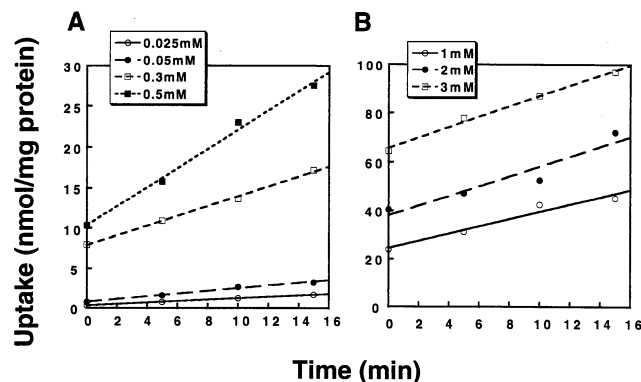 A
B
0.025mM
0.05mM
0.3mM
0.5mM
1mM
2mM
3mM
Uptake (nmol/mg protein)
30
25
20
15
10
5
0
0 2 4 6 8 10 12 14 16
100
80
60
40
20
0
0 2 4 6 8 10 12 14 16
Time (min)